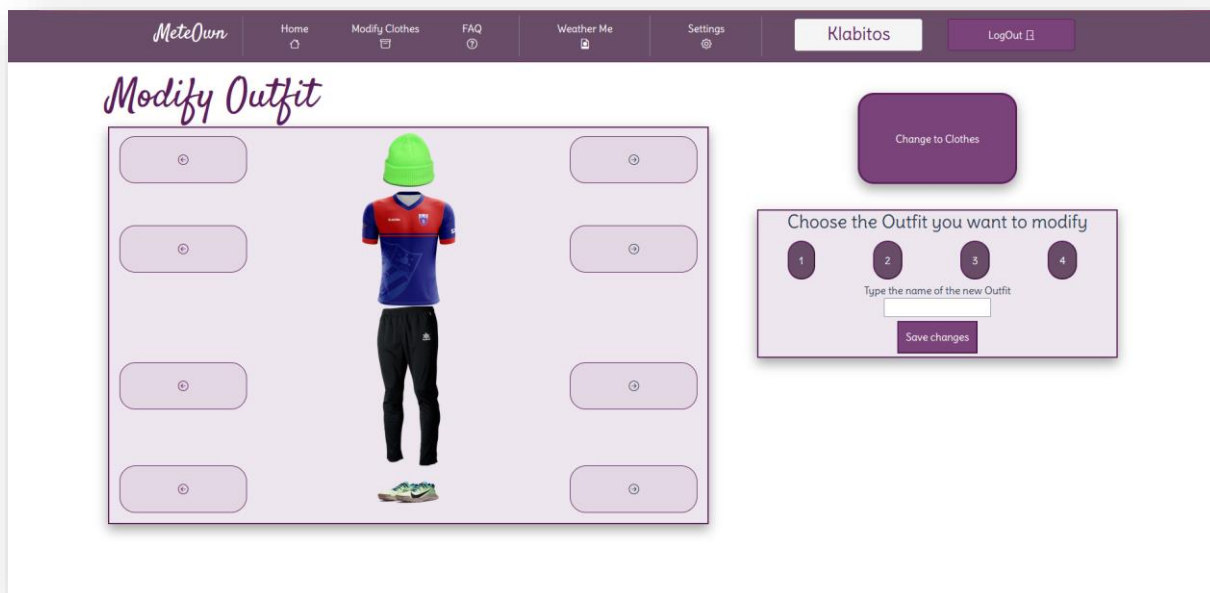 MeteOwn
Home
Modify Clothes
FAQ
Weather Me
Settings
Klabitos
LogOut
Modify Outfit
Change to Clothes
Choose the Outfit you want to modify
1 2 3 4
Type the name of the new Outfit
Save changes